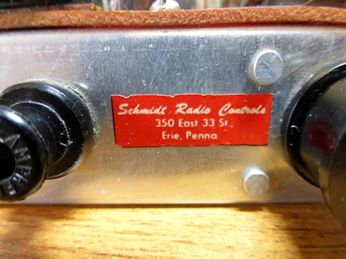 Schmidt Radio Controls
350 East 33 St.,
Erie, Penna.